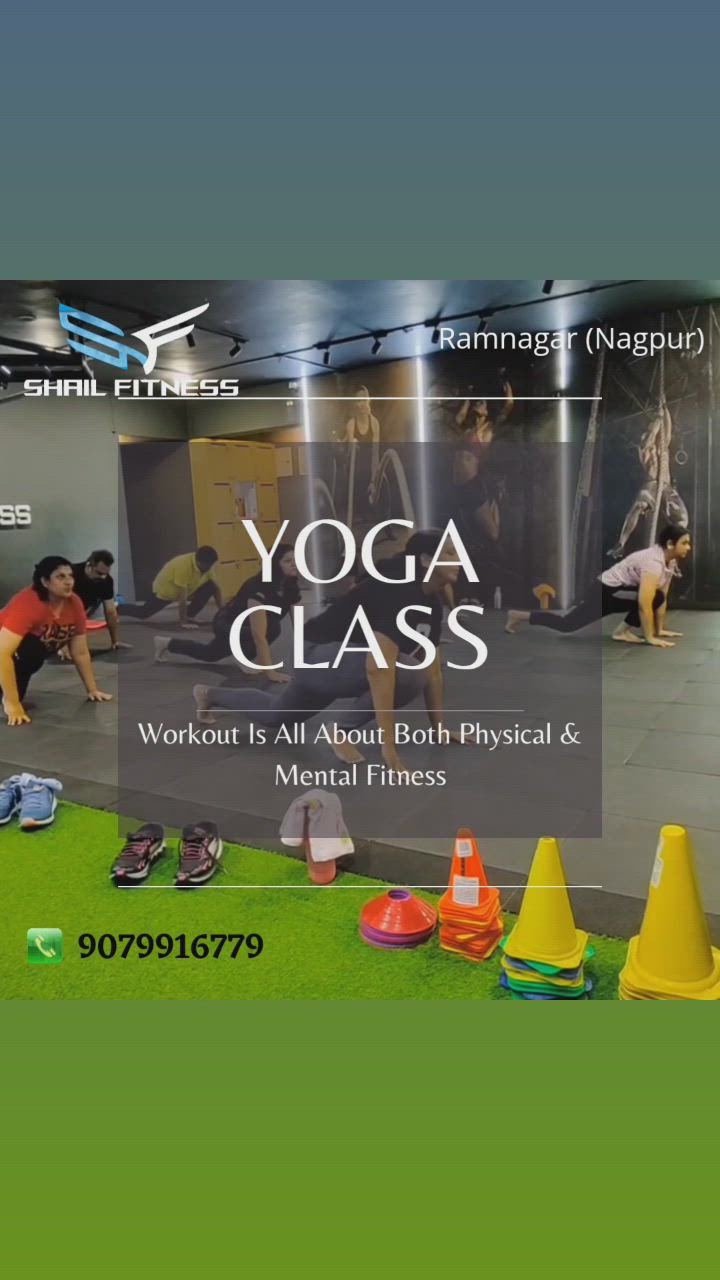 SHAIL FITNESS
Ramnagar (Nagpur)
SS
YOGA
CLASS
Workout Is All About Both Physical &
Mental Fitness
9079916779